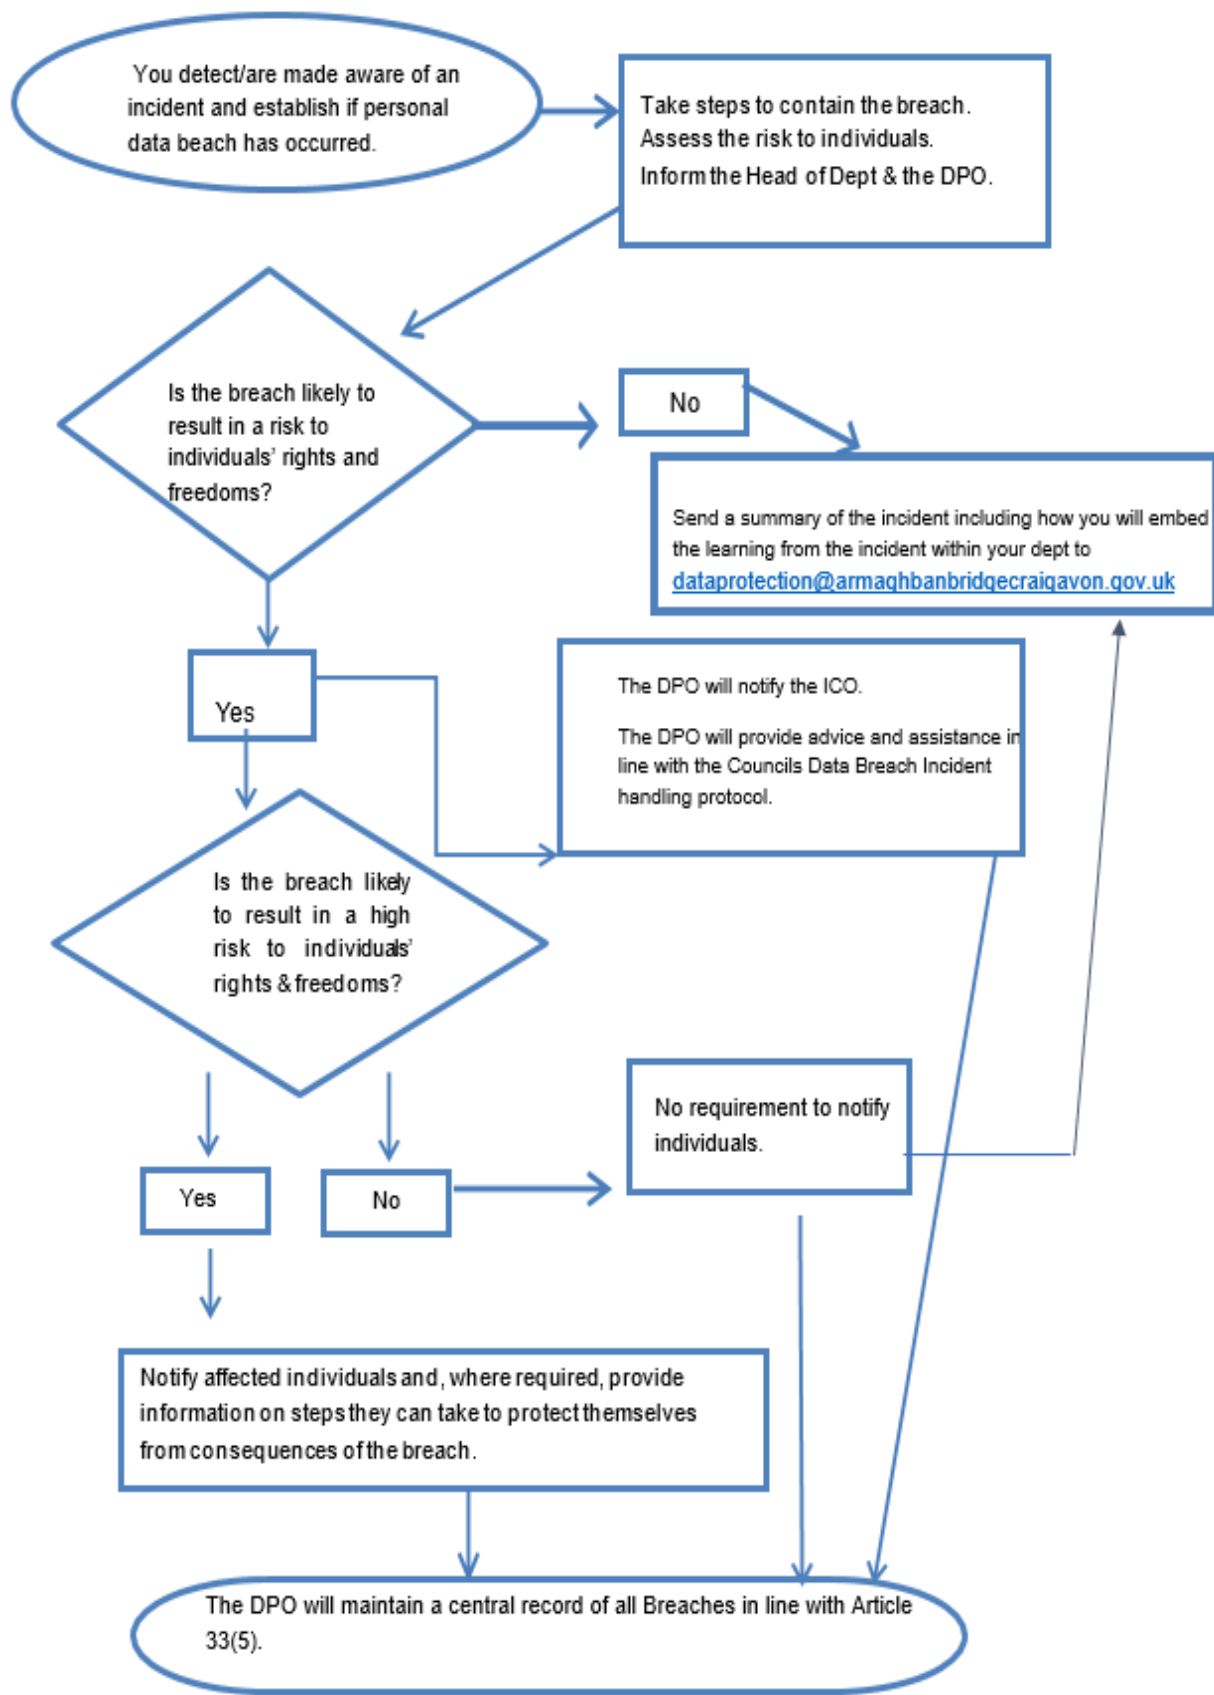 You detect/are made aware of an
incident and establish if personal
data beach has occurred.
Take steps to contain the breach.
Assess the risk to individuals.
Inform the Head of Dept & the DPO.
Is the breach likely to
result in a risk to
individuals’ rights and
freedoms?
No
Send a summary of the incident including how you will embed
the learning from the incident within your dept to
dataprotection@armaghbanbridgecraigavon.gov.uk
Yes
The DPO will notify the ICO.
The DPO will provide advice and assistance in
line with the Councils Data Breach Incident
handling protocol.
Is the breach likely
to result in a high
risk to individuals’
rights & freedoms?
No requirement to notify
individuals.
Yes
No
Notify affected individuals and, where required, provide
information on steps they can take to protect themselves
from consequences of the breach.
The DPO will maintain a central record of all Breaches in line with Article
33(5).